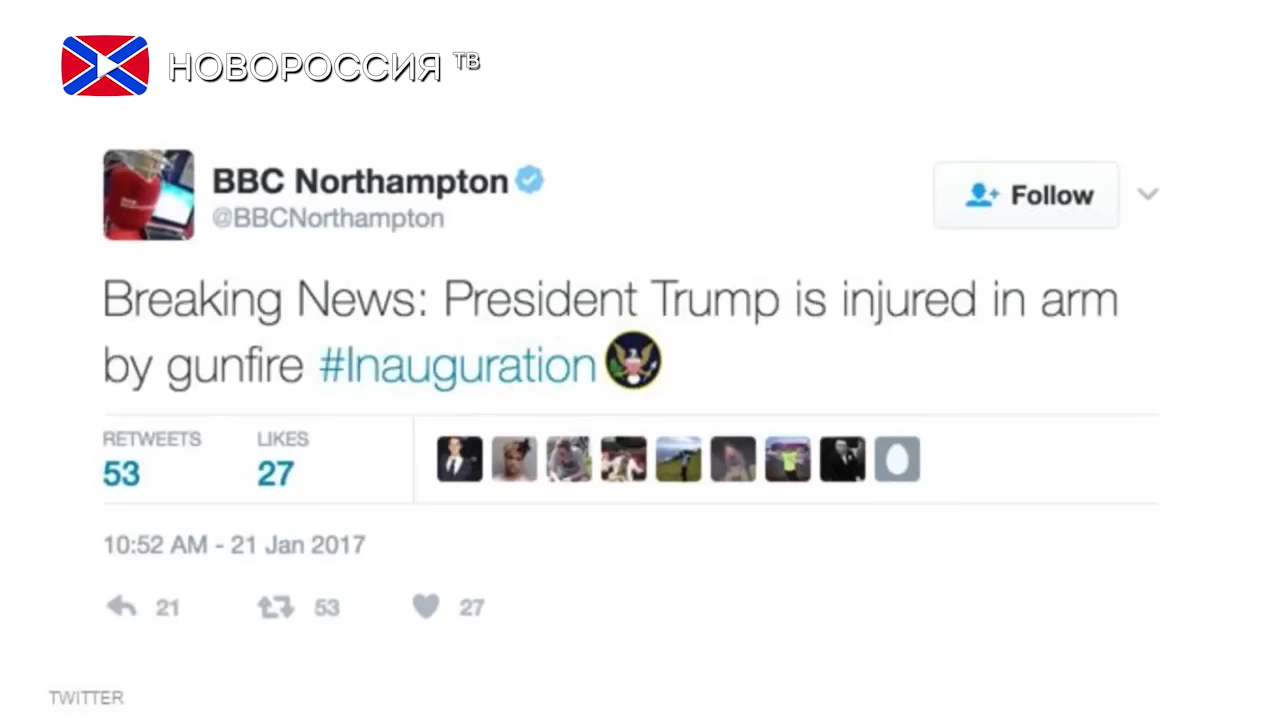 НОВОРОССИЯ ТВ
BBC Northampton
@BBCNorthampton
Follow
Breaking News: President Trump is injured in arm
by gunfire #Inauguration
RETWEETS LIKES
53 27
10:52 AM - 21 Jan 2017
21 53 27
TWITTER